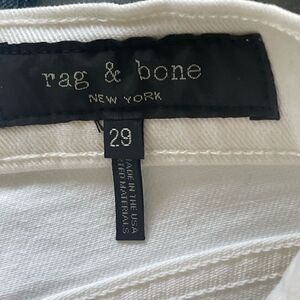 rag & bone
NEW YORK
29
MADE IN THE USA
MATERIALS